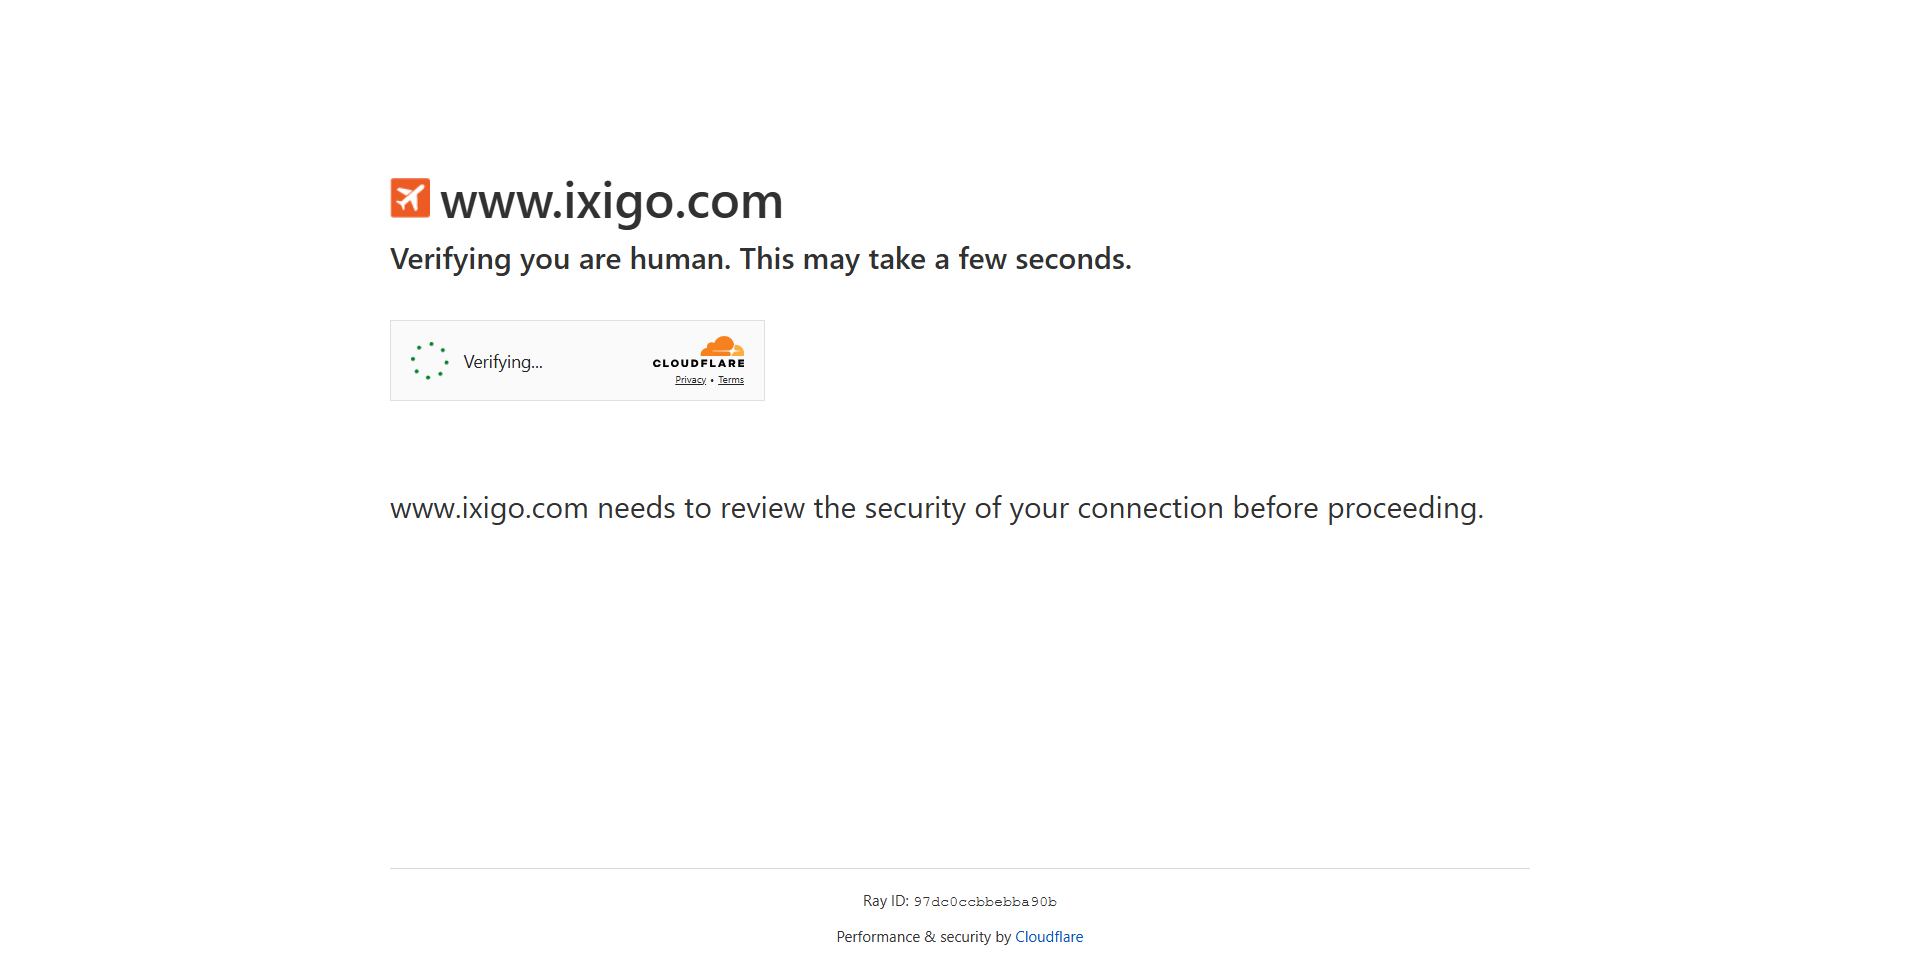 www.ixigo.com
Verifying you are human. This may take a few seconds.
Verifying...
CLOUDFLARE
Privacy • Terms
www.ixigo.com needs to review the security of your connection before proceeding.
Ray ID: 97dc0ccbbebba90b
Performance & security by Cloudflare